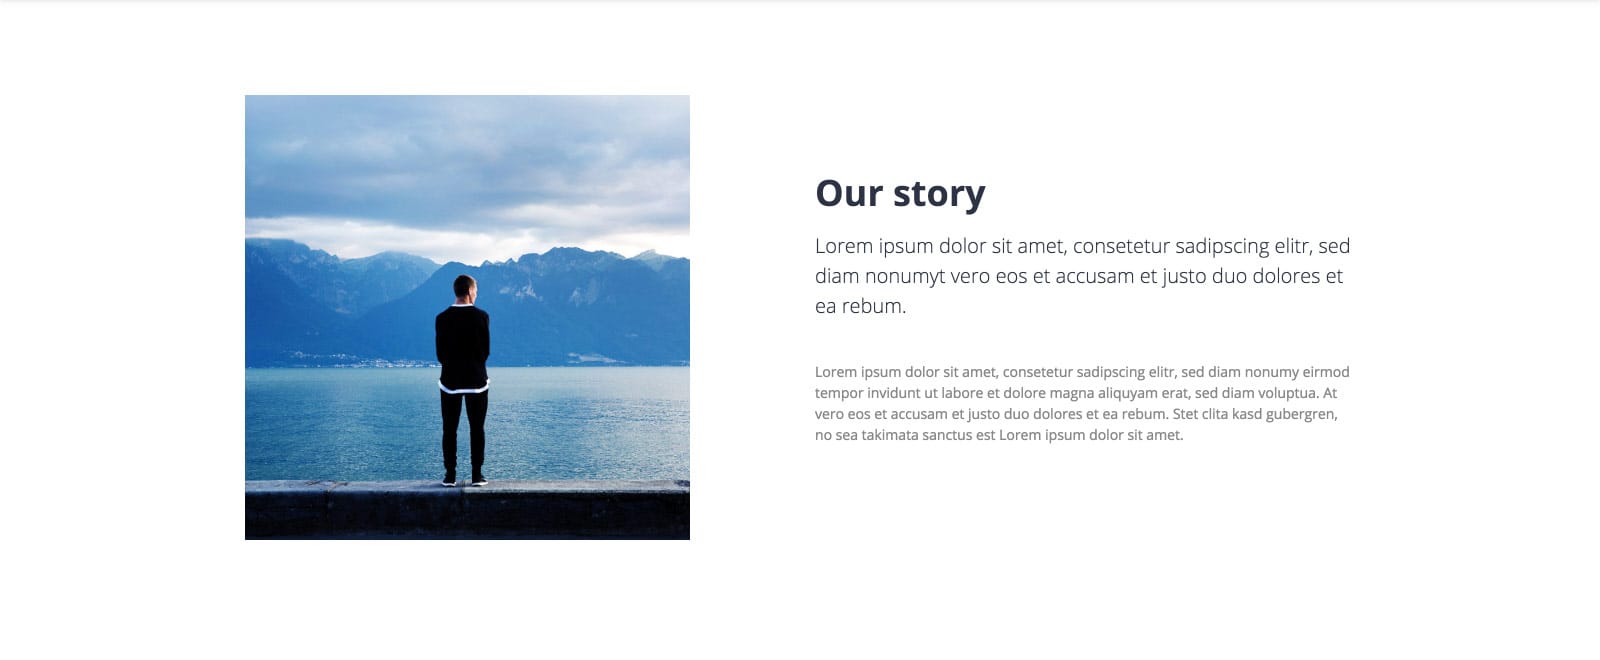 Our story
Lorem ipsum dolor sit amet, consetetur sadipscing elitr, sed
diam nonumyt vero eos et accusam et justo duo dolores et
ea rebum.
Lorem ipsum dolor sit amet, consetetur sadipscing elitr, sed diam nonumy eirmod
tempor invidunt ut labore et dolore magna aliquyam erat, sed diam voluptua. At
vero eos et accusam et justo duo dolores et ea rebum. Stet clita kasd gubergren,
no sea takimata sanctus est Lorem ipsum dolor sit amet.